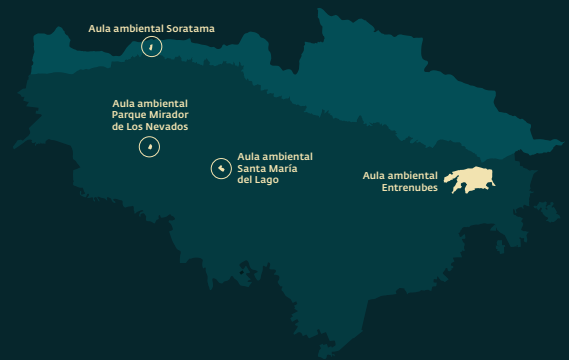 Aula ambiental Soratama
Aula ambiental
Parque Mirador
de Los Nevados
Aula ambiental
Santa María
del Lago
Aula ambiental
Entrenubes